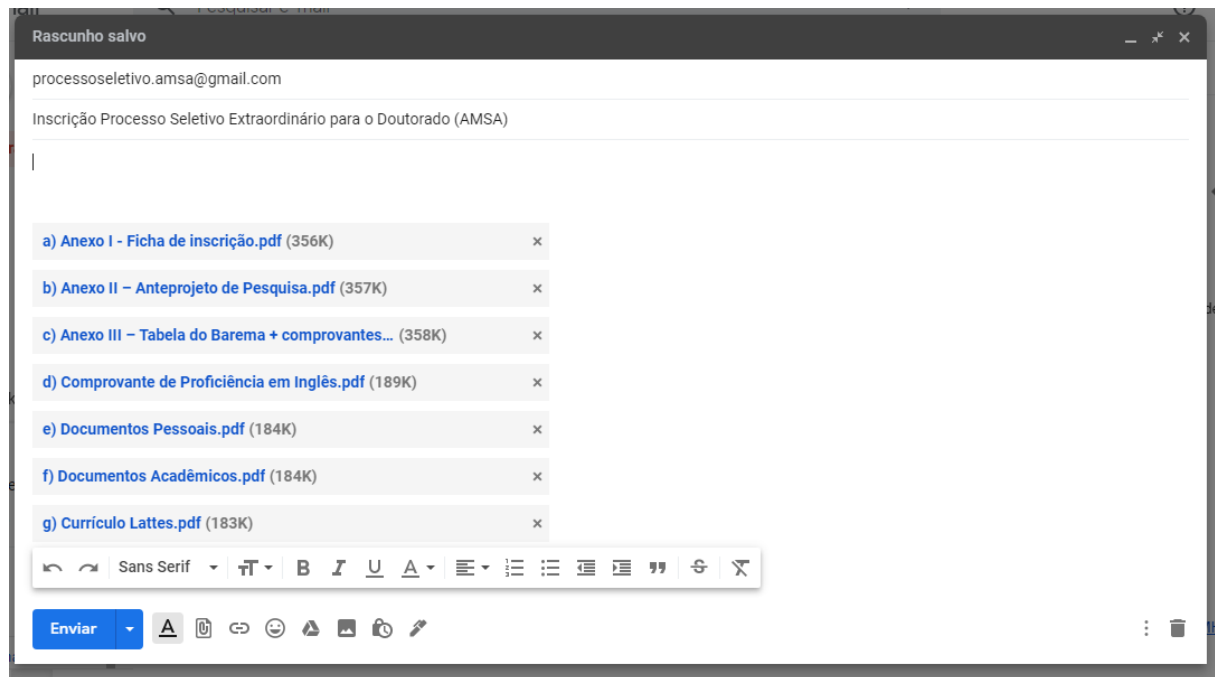 Pesquisar e-mail
Rascunho salvo
processoseletivo.amsa@gmail.com
Inscrição Processo Seletivo Extraordinário para o Doutorado (AMSA)
a) Anexo I - Ficha de inscrição.pdf (356K)
b) Anexo II – Anteprojeto de Pesquisa.pdf (357K)
c) Anexo III – Tabela do Barema + comprovantes... (358K)
d) Comprovante de Proficiência em Inglês.pdf (189K)
e) Documentos Pessoais.pdf (184K)
f) Documentos Acadêmicos.pdf (184K)
g) Currículo Lattes.pdf (183K)
Sans Serif
Enviar